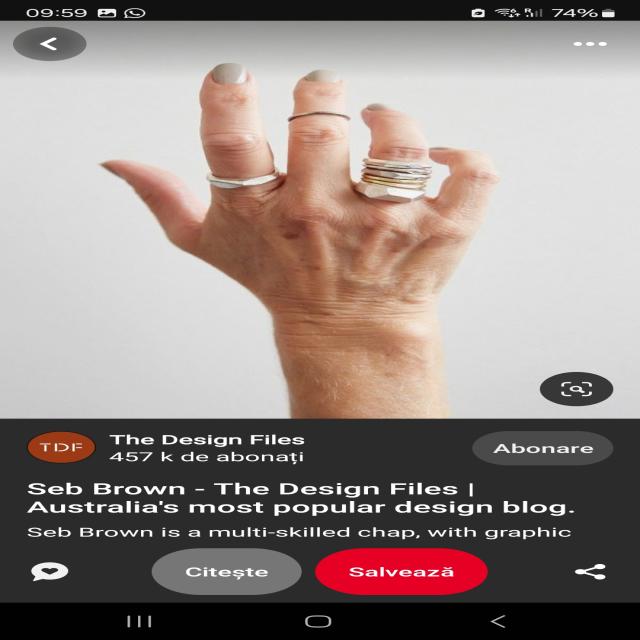 09:59
74%
TDF
The Design Files
457 k de abonați
Abonare
Seb Brown - The Design Files |
Australia's most popular design blog.
Seb Brown is a multi-skilled chap, with graphic
Citește
Salvează